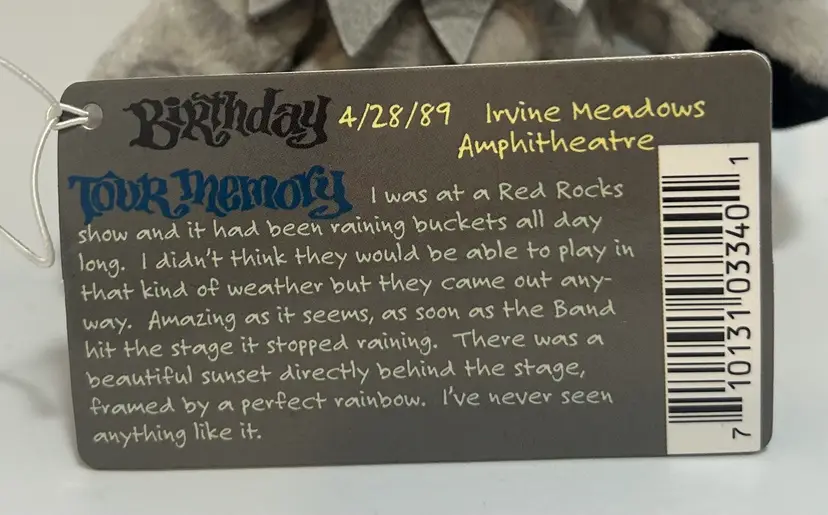 Birthday 4/28/89 Irvine Meadows
Amphitheatre
Tour Memory I was at a Red Rocks
show and it had been raining buckets all day
long. I didn't think they would be able to play in
that kind of weather but they came out any-
way. Amazing as it seems, as soon as the Band
hit the stage it stopped raining. There was a
beautiful sunset directly behind the stage,
framed by a perfect rainbow. I've never seen
anything like it.
7 10131 03340 1